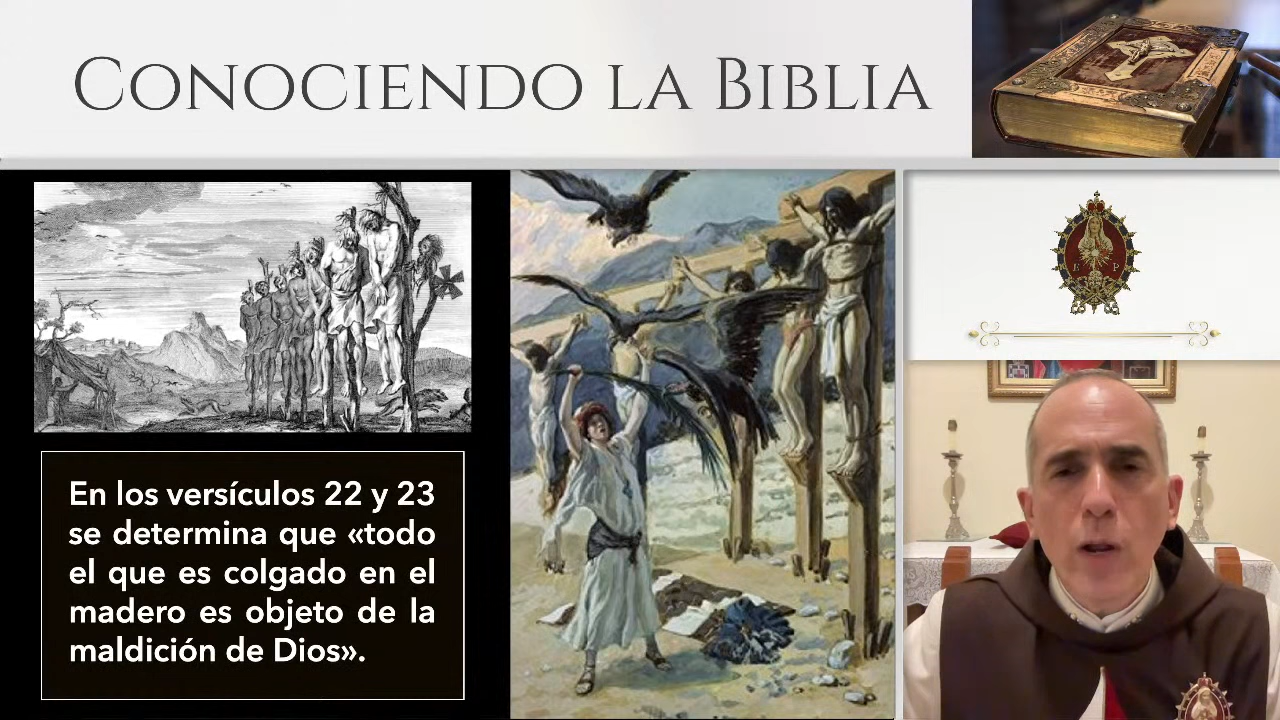 CONOCIENDO LA BIBLIA
E P
En los versículos 22 y 23
se determina que «todo
el que es colgado en el
madero es objeto de la
maldición de Dios».